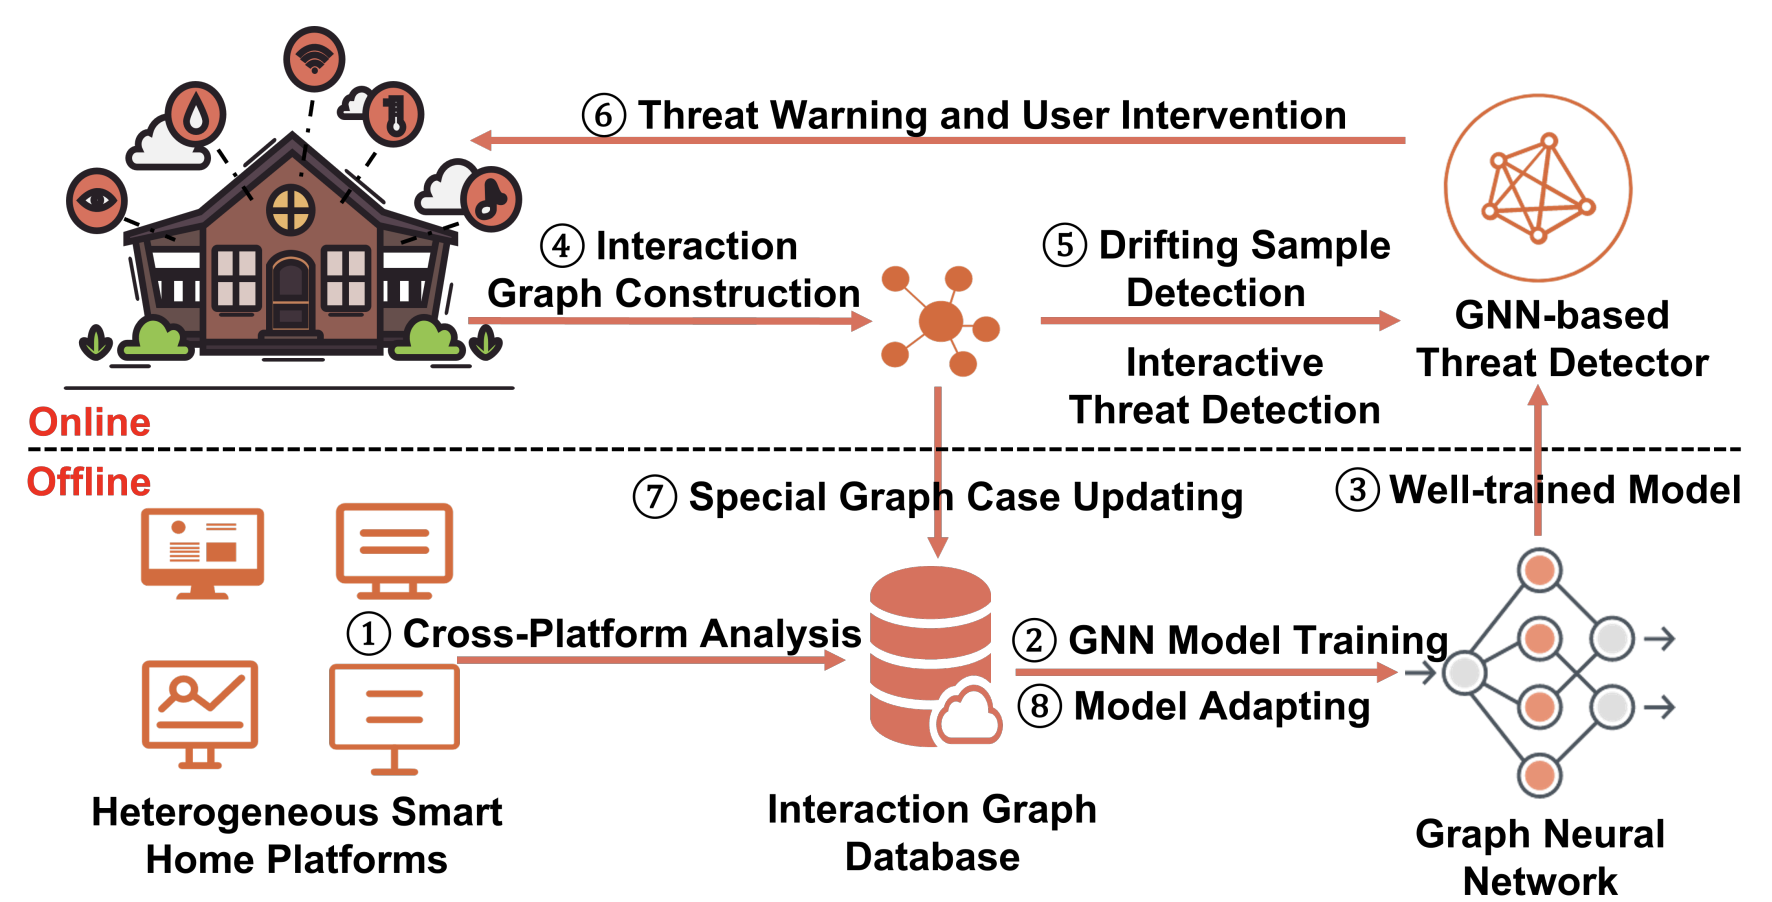 ⑥ Threat Warning and User Intervention
④ Interaction
Graph Construction
⑤ Drifting Sample
Detection
Interactive
Threat Detection
GNN-based
Threat Detector
Online
Offline
⑦ Special Graph Case Updating
③ Well-trained Model
① Cross-Platform Analysis
② GNN Model Training
⑧ Model Adapting
Heterogeneous Smart
Home Platforms
Interaction Graph
Database
Graph Neural
Network